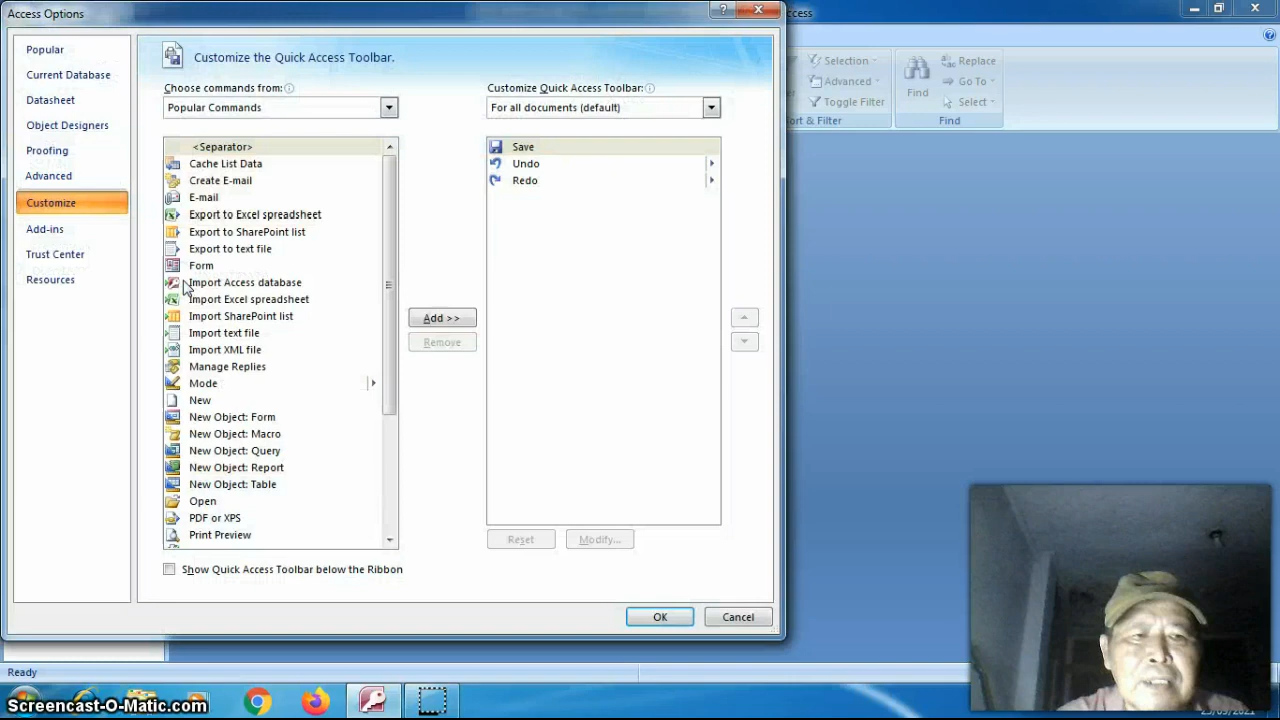 Access Options
Access
Popular
Current Database
Datasheet
Object Designers
Proofing
Advanced
Customize
Add-ins
Trust Center
Resources
Customize the Quick Access Toolbar.
Choose commands from:
Popular Commands
<Separator>
Cache List Data
Create E-mail
E-mail
Export to Excel spreadsheet
Export to SharePoint list
Export to text file
Form
Import Access database
Import Excel spreadsheet
Import SharePoint list
Import text file
Import XML file
Manage Replies
Mode
New
New Object: Form
New Object: Macro
New Object: Query
New Object: Report
New Object: Table
Open
PDF or XPS
Print Preview
Show Quick Access Toolbar below the Ribbon
Add >>
Remove
Customize Quick Access Toolbar:
For all documents (default)
Save
Undo
Redo
Reset
Modify...
OK
Cancel
Selection
Advanced
Toggle Filter
ort & Filter
Find
Replace
Go To
Select
Find
Ready
Screencast-O-Matic.com